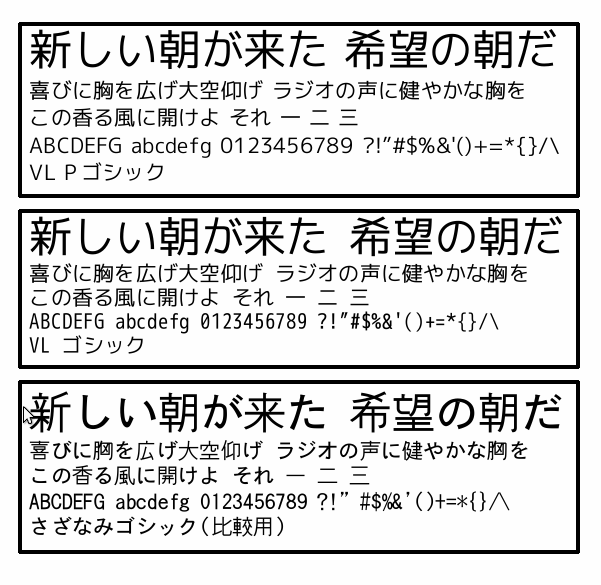 新しい朝が来た 希望の朝だ
喜びに胸を広げ大空仰げ ラジオの声に健やかな胸を
この香る風に開けよ それ 一 二 三
ABCDEFG abcdefg 0123456789 ?!"#$%&'()+=*{}/\
VL Pゴシック
新しい朝が来た 希望の朝だ
喜びに胸を広げ大空仰げ ラジオの声に健やかな胸を
この香る風に開けよ それ 一 二 三
ABCDEFG abcdefg 0123456789 ?!"#$%&'()+=*{}/\
VL ゴシック
新しい朝が来た 希望の朝だ
喜びに胸を広げ大空仰げ ラジオの声に健やかな胸を
この香る風に開けよ それ 一 二 三
ABCDEFG abcdefg 0123456789 ?!" #$%&'()+=*{}/\
さざなみゴシック(比較用)